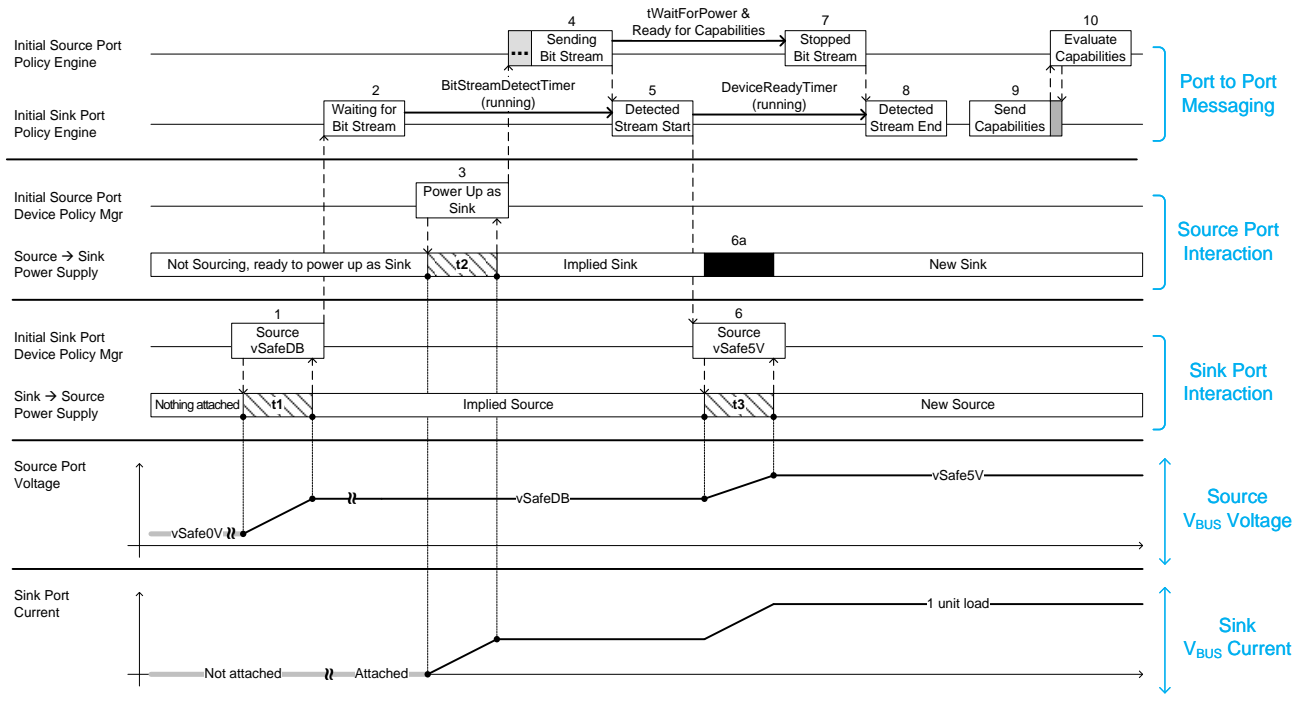 4
tWaitForPower &
Ready for Capabilities
7
10
Initial Source Port
Policy Engine
...
Sending
Bit Stream
Stopped
Bit Stream
Evaluate
Capabilities
Port to Port
Messaging
2
BitStreamDetectTimer
(running)
5
DeviceReadyTimer
(running)
8
9
Initial Sink Port
Policy Engine
Waiting for
Bit Stream
Detected
Stream Start
Detected
Stream End
Send
Capabilities
3
Initial Source Port
Device Policy Mgr
Power Up as
Sink
Source Port
Interaction
6a
Source → Sink
Power Supply
Not Sourcing, ready to power up as Sink
t2
Implied Sink
New Sink
1
6
Initial Sink Port
Device Policy Mgr
Source
vSafeDB
Source
vSafe5V
Sink Port
Interaction
Sink → Source
Power Supply
Nothing attached
t1
Implied Source
t3
New Source
Source Port
Voltage
vSafe0V
vSafeDB
vSafe5V
Source
VBUS Voltage
Sink Port
Current
Not attached
Attached
1 unit load
Sink
VBUS Current